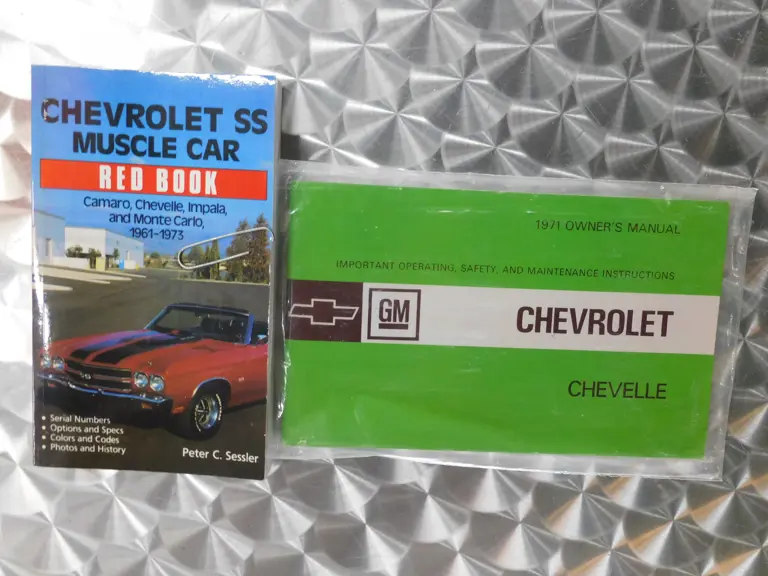 CHEVROLET SS
MUSCLE CAR
RED BOOK
Camaro, Chevelle, Impala,
and Monte Carlo,
1961-1973
SS
• Serial Numbers
• Options and Specs
• Colors and Codes
• Photos and History
Peter C. Sessler
1971 OWNER'S MANUAL
IMPORTANT OPERATING, SAFETY, AND MAINTENANCE INSTRUCTIONS
GM
CHEVROLET
CHEVELLE